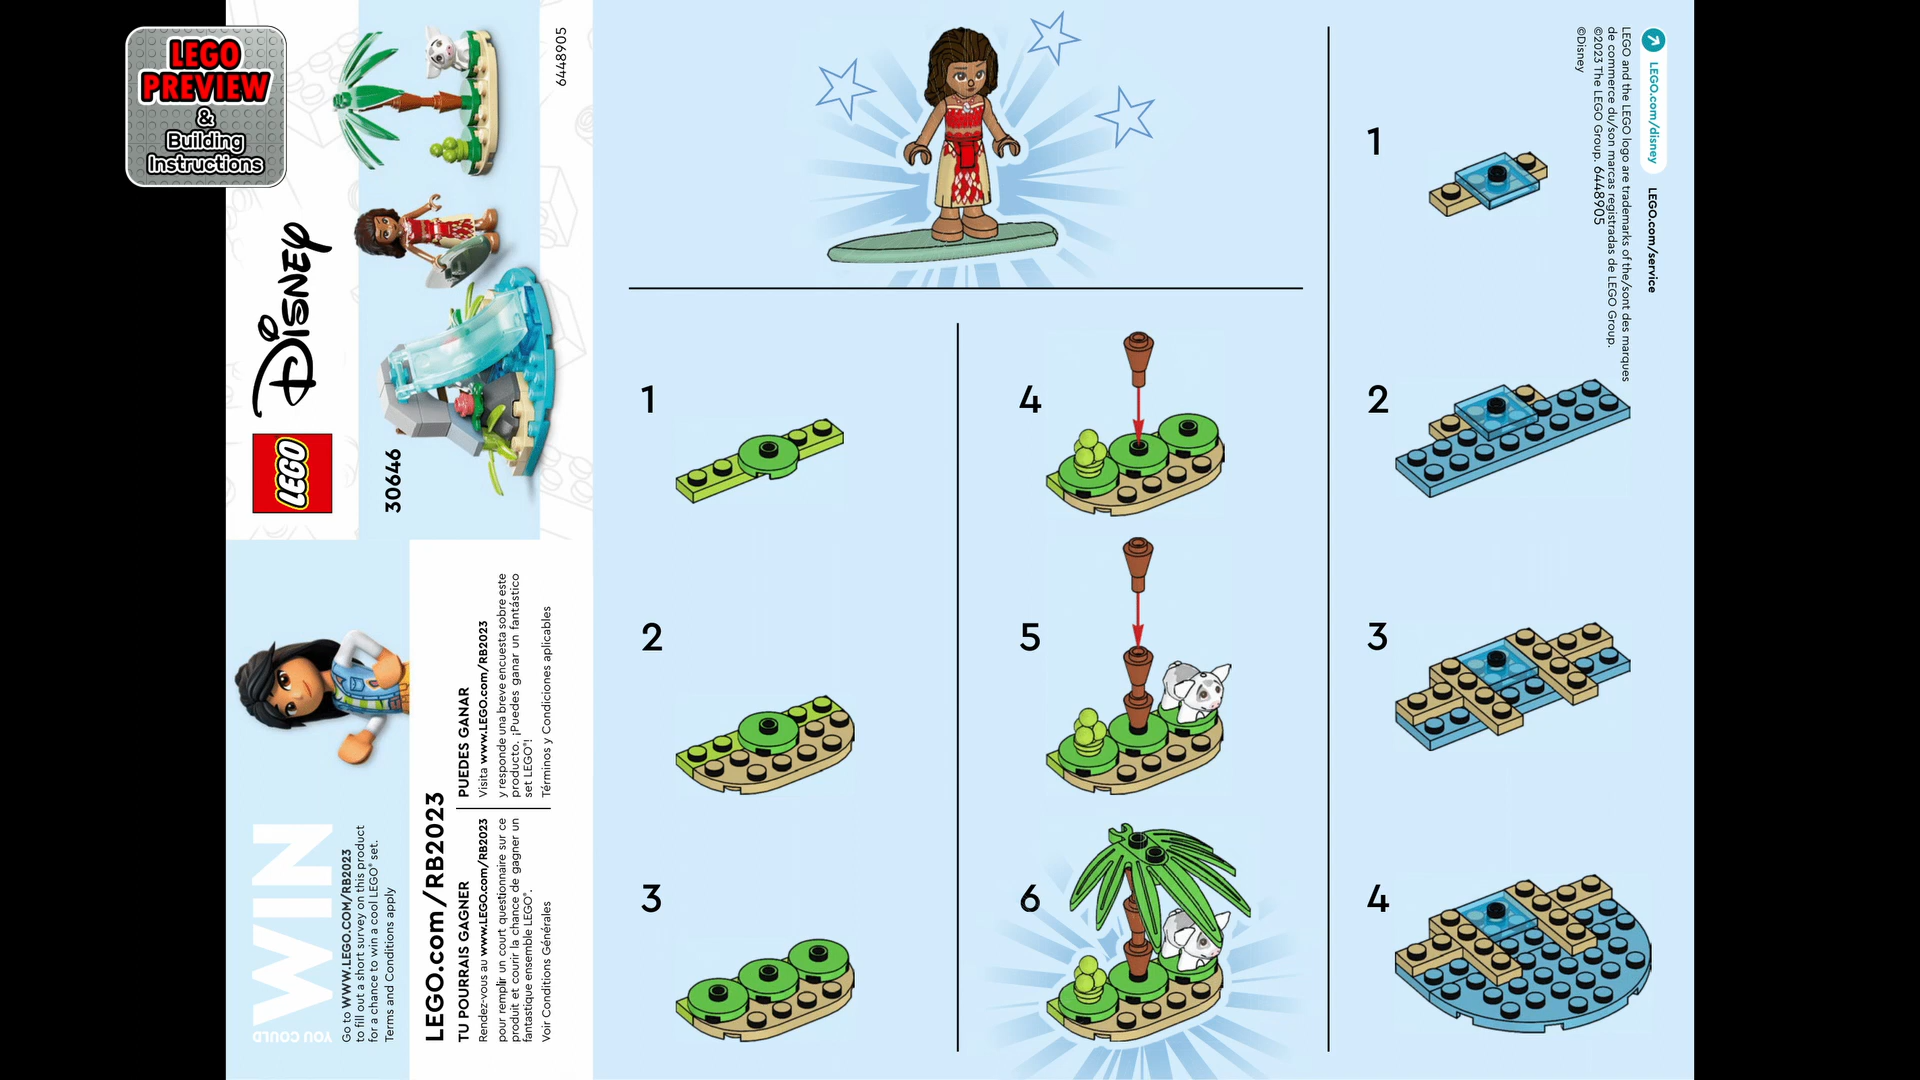 LEGO
PREVIEW
&
Building
Instructions
6448905
Disney
LEGO
30646
YOU COULD
WIN
Go to WWW.LEGO.COM/RB2023
to fill out a short survey on this product
for a chance to win a cool LEGO® set.
Terms and Conditions apply
LEGO.com/RB2023
TU POURRAIS GAGNER
Rendez-vous au www.LEGO.com/RB2023
pour remplir un court questionnaire sur ce
produit et courir la chance de gagner un
fantastique ensemble LEGO®.
Voir Conditions Générales
PUEDES GANAR
Visita www.LEGO.com/RB2023
y responde una breve encuesta sobre este
producto. ¡Puedes ganar un fantástico
set LEGO®!
Términos y Condiciones aplicables
1
2
3
4
5
6
1
2
3
4
LEGO.com/disney
LEGO.com/service
LEGO and the LEGO logo are trademarks of the/sont des marques
de commerce du/son marcas registradas de LEGO Group.
©2023 The LEGO Group. 6448905
©Disney